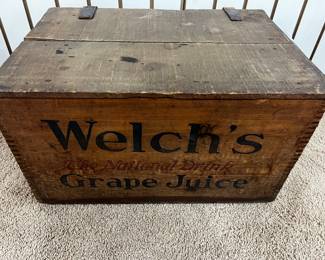 Welch's
The National Drink
Grape Juice